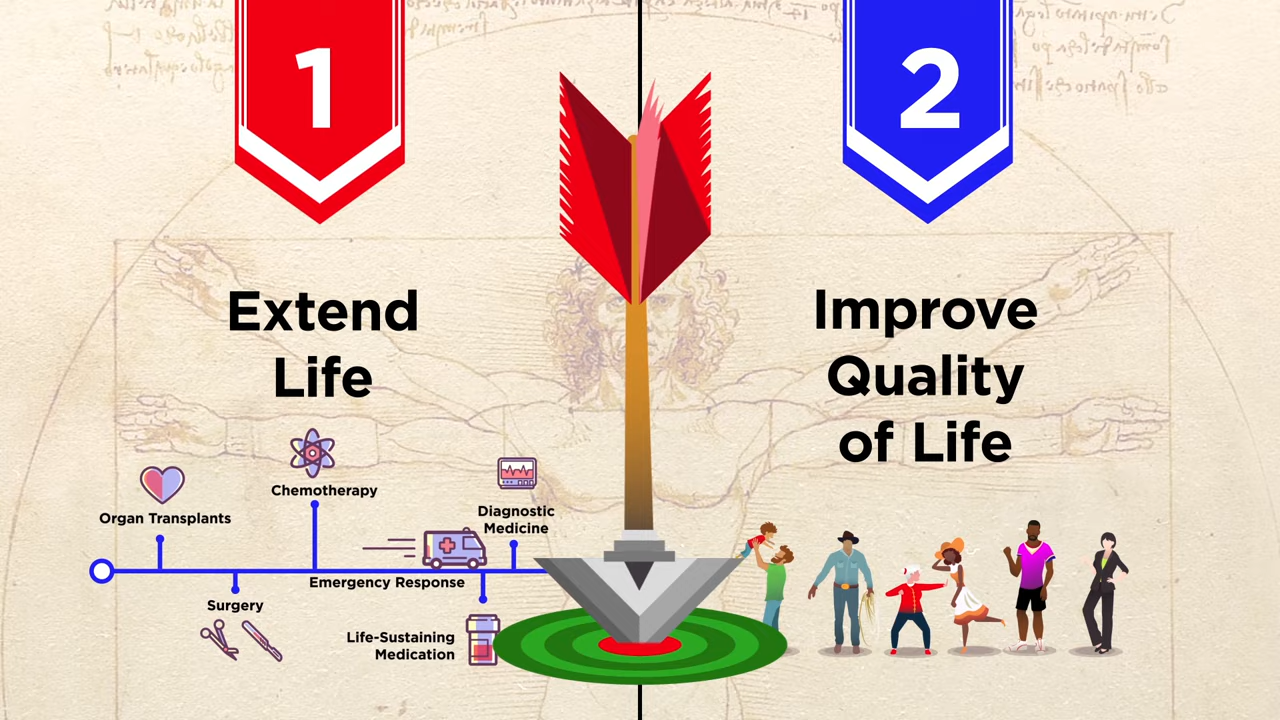 1
Extend
Life
Organ Transplants
Chemotherapy
Diagnostic
Medicine
Emergency Response
Surgery
Life-Sustaining
Medication
2
Improve
Quality
of Life